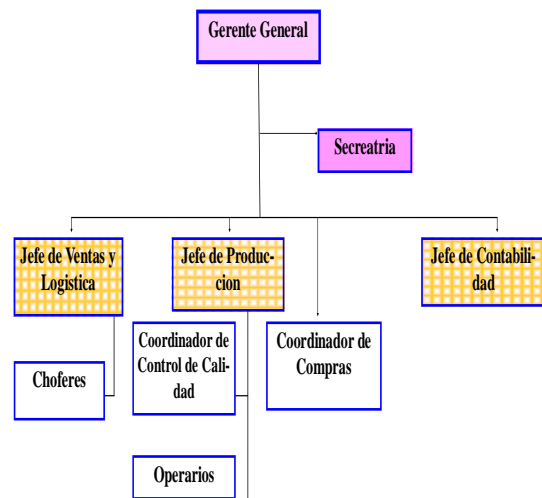 Gerente General
Secreatria
Jefe de Ventas y
Logistica
Jefe de Produc-
cion
Jefe de Contabili-
dad
Choferes
Coordinador de
Control de Cali-
dad
Coordinador de
Compras
Operarios